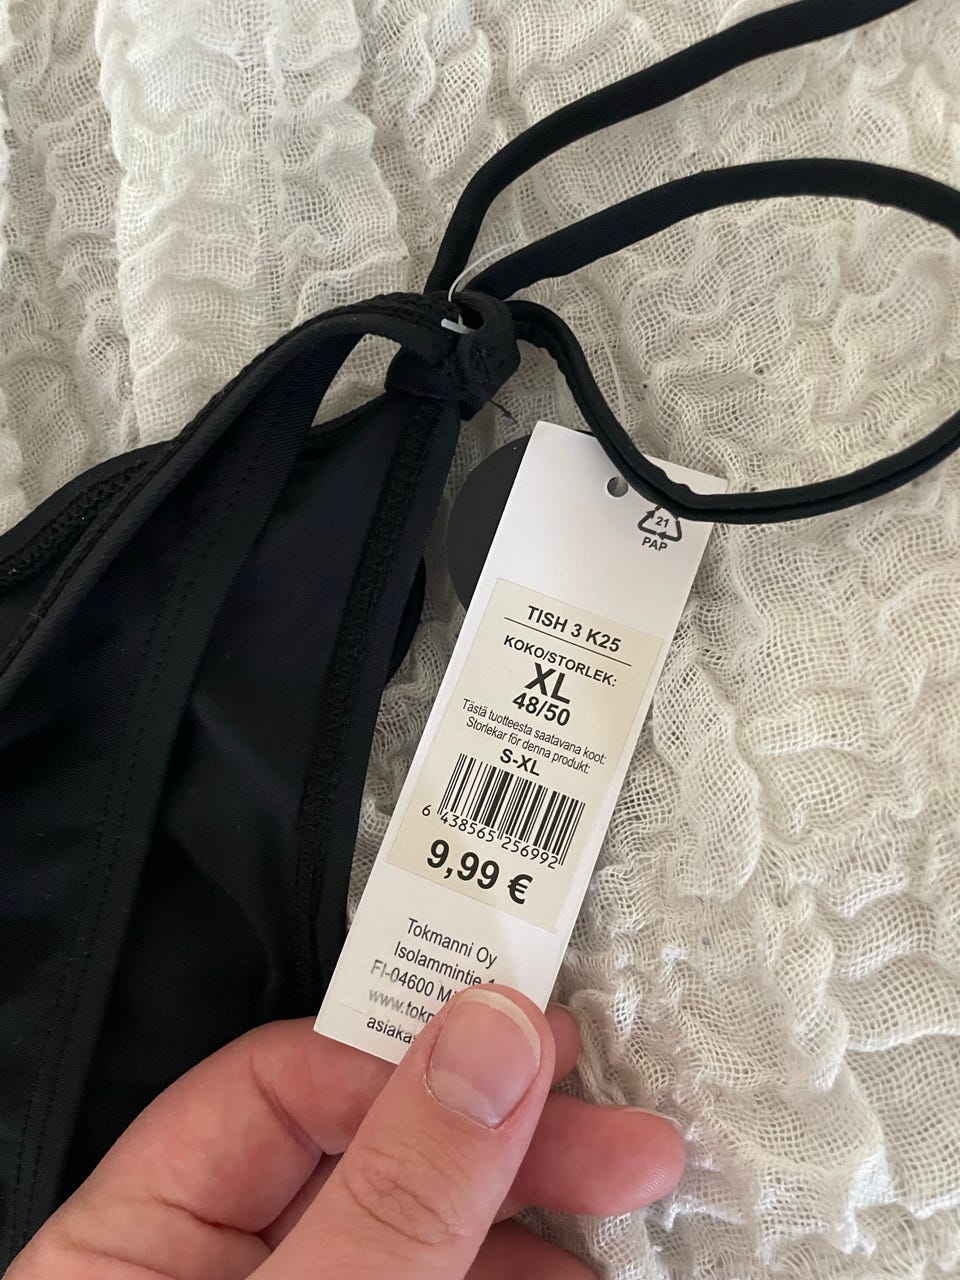 21
PAP
TISH 3 K25
KOKO/STORLEK:
XL
48/50
Tästä tuotteesta saatavana koot:
Storlekar för denna produkt:
S-XL
6 438565 256992
9,99 €
Tokmanni Oy
Isolammintie
FI-04600